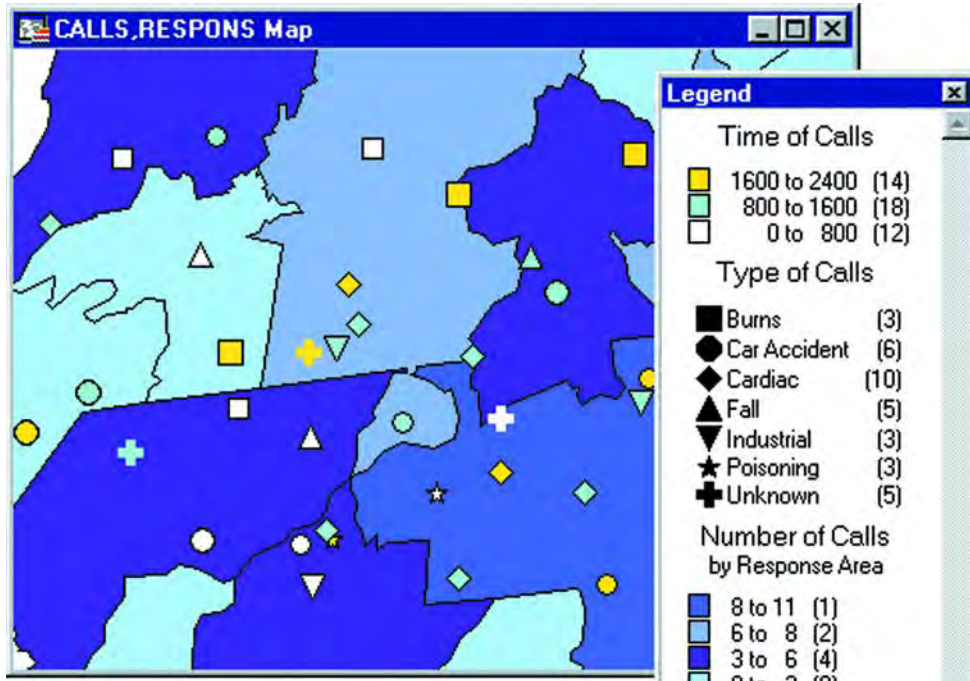 CALLS,RESPONS Map
Legend
Time of Calls
1600 to 2400 (14)
800 to 1600 (18)
0 to 800 (12)
Type of Calls
Burns (3)
Car Accident (6)
Cardiac (10)
Fall (5)
Industrial (3)
Poisoning (3)
Unknown (5)
Number of Calls
by Response Area
8 to 11 (1)
6 to 8 (2)
3 to 6 (4)